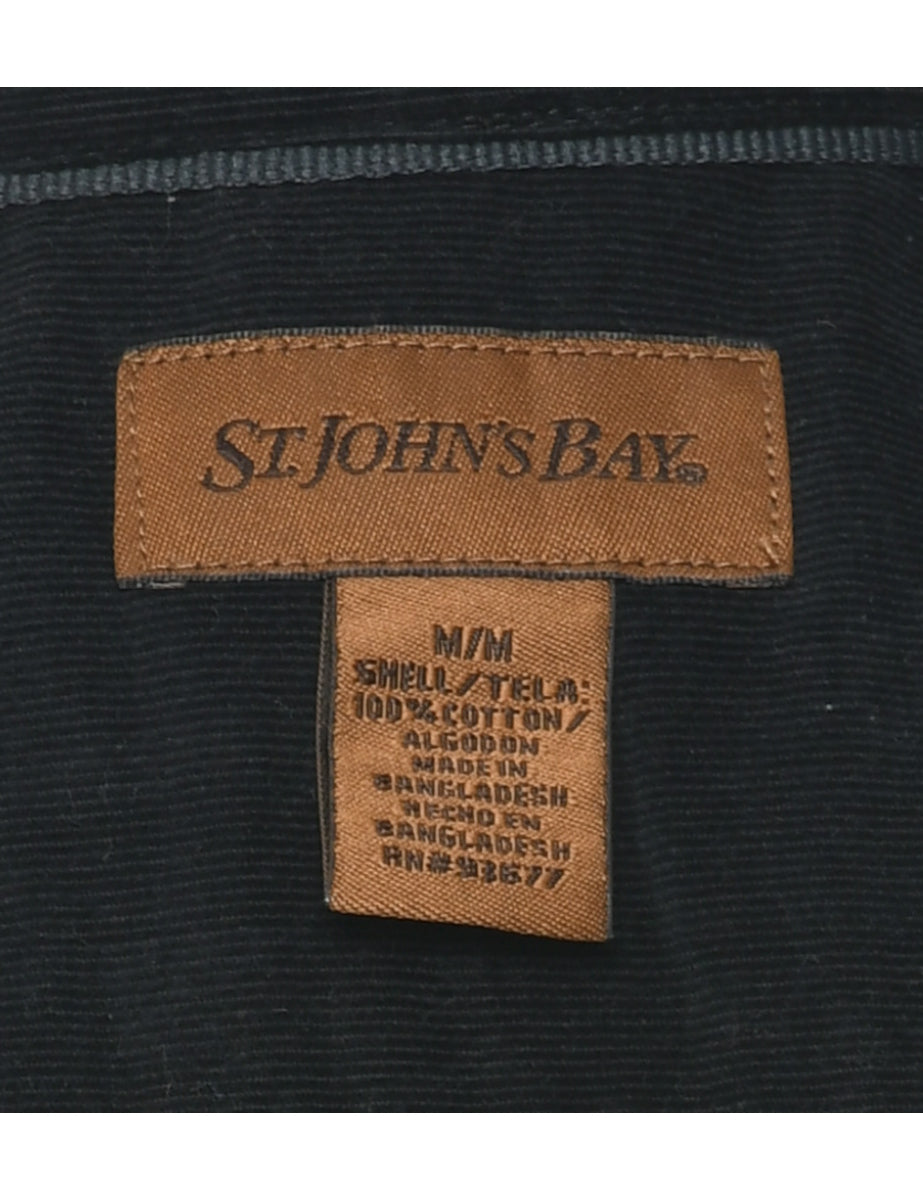 ST. JOHN'S BAY
M/M
SHELL/TELA:
100% COTTON/
ALGODON
MADE IN
BANGLADESH
HECHO EN
BANGLADESH
RN#93677